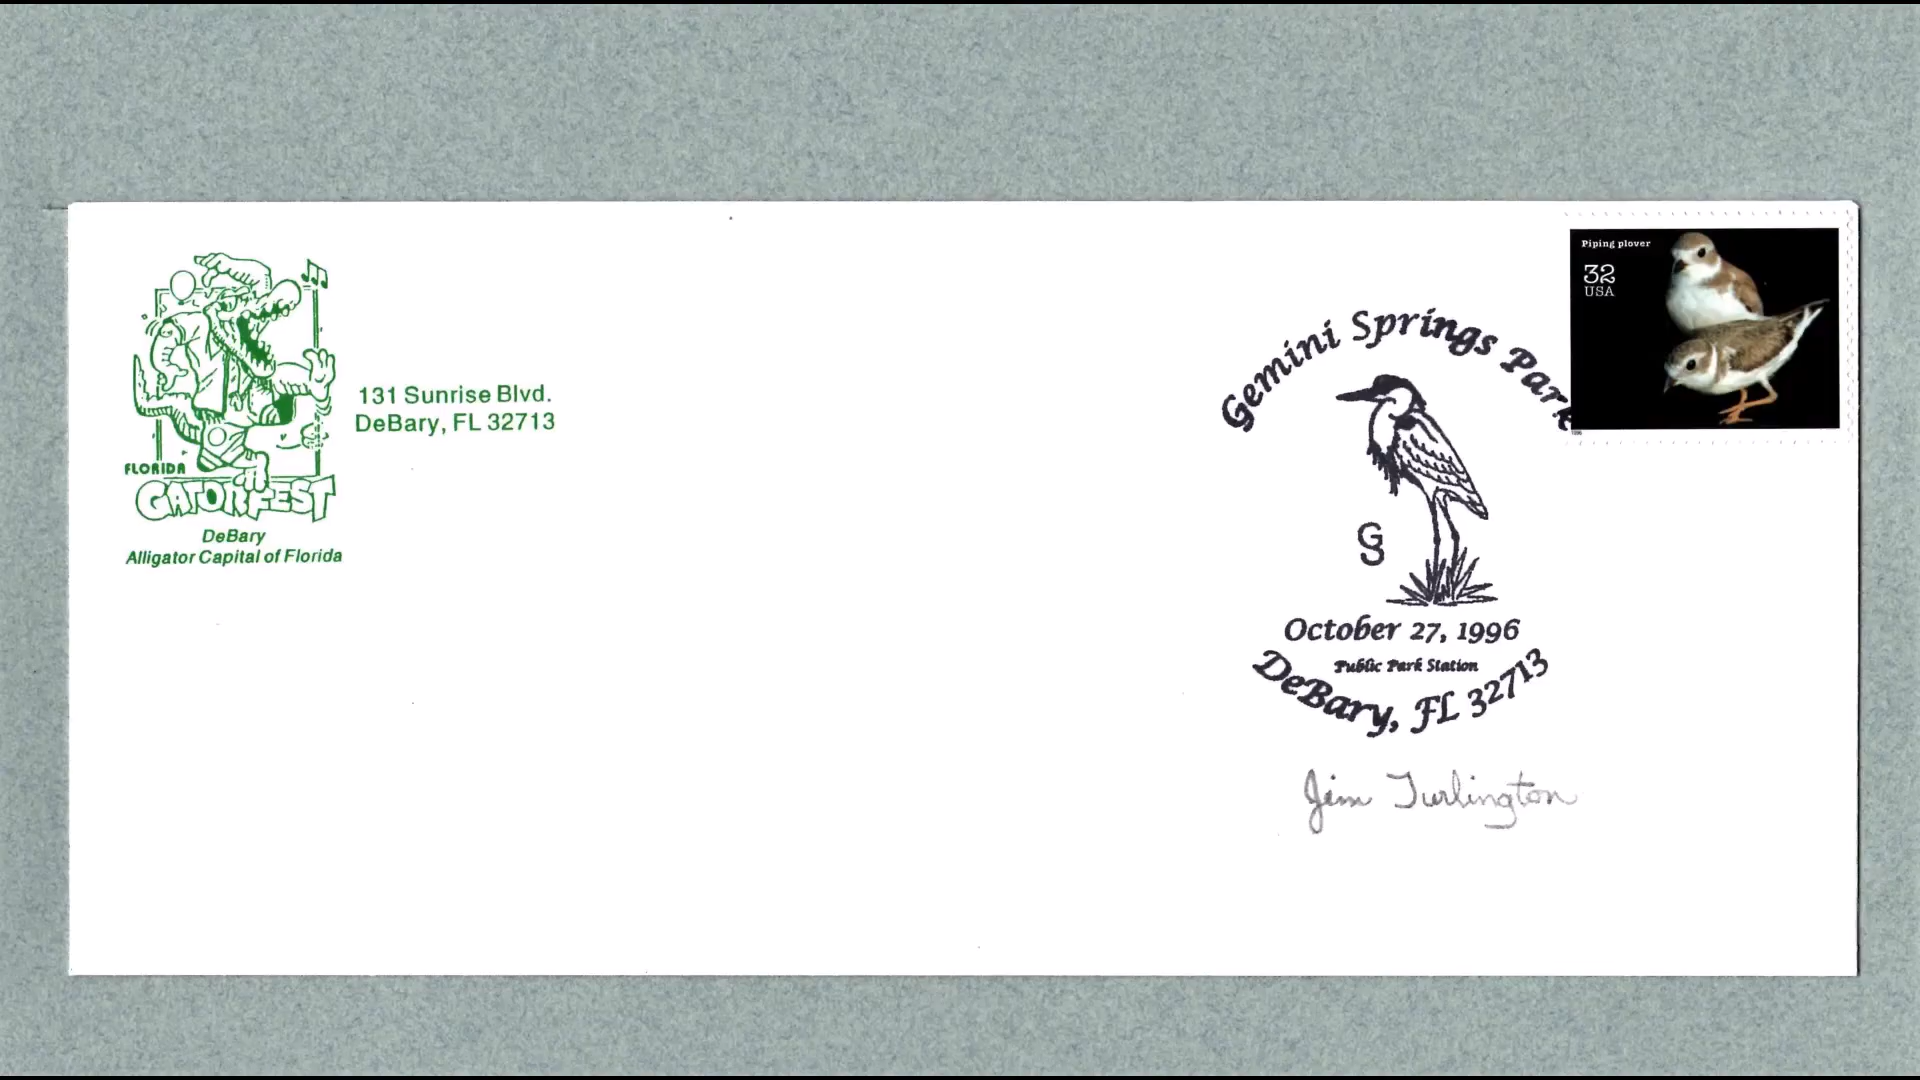 Piping plover
32
USA
1996
Gemini Springs Park
131 Sunrise Blvd.
DeBary, FL 32713
FLORIDA
GATORFEST
DeBary
Alligator Capital of Florida
GS
October 27, 1996
Public Park Station
DeBary, FL 32713
Jim Turlington